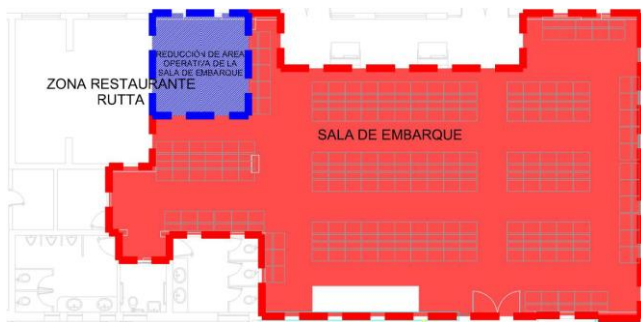 REDUCCIÓN DE AREA
OPERATIVA DE LA
SALA DE EMBARQUE
ZONA RESTAURANTE
RUTTA
SALA DE EMBARQUE